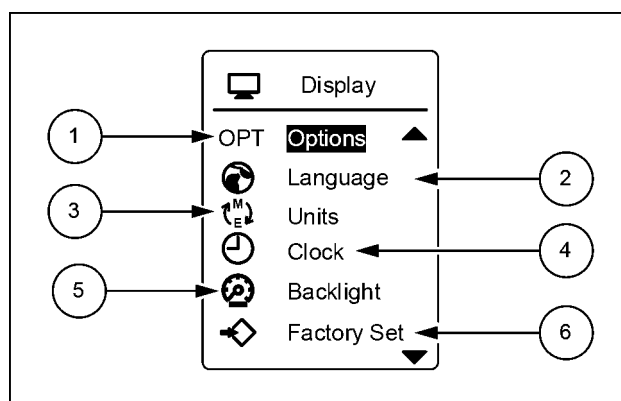 Display
1 OPT Options
Language 2
3 M E Units
Clock 4
5 Backlight
Factory Set 6